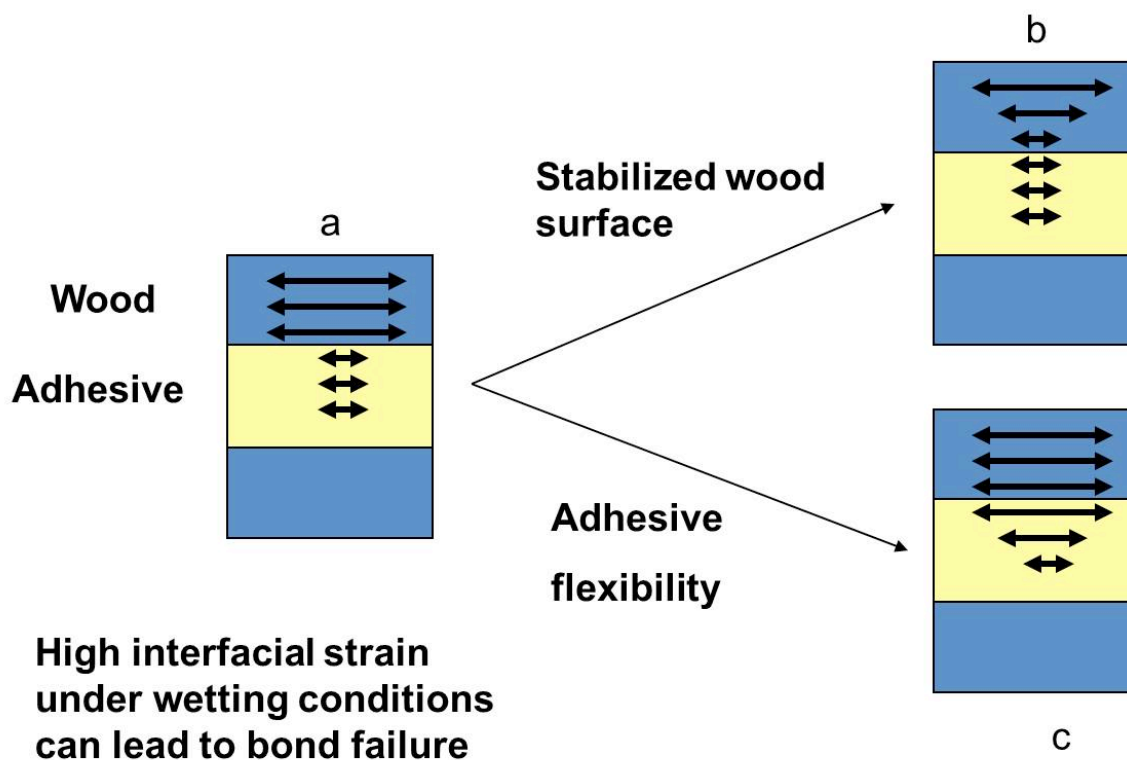 a
Wood
Adhesive
High interfacial strain
under wetting conditions
can lead to bond failure
Stabilized wood
surface
Adhesive
flexibility
b
c